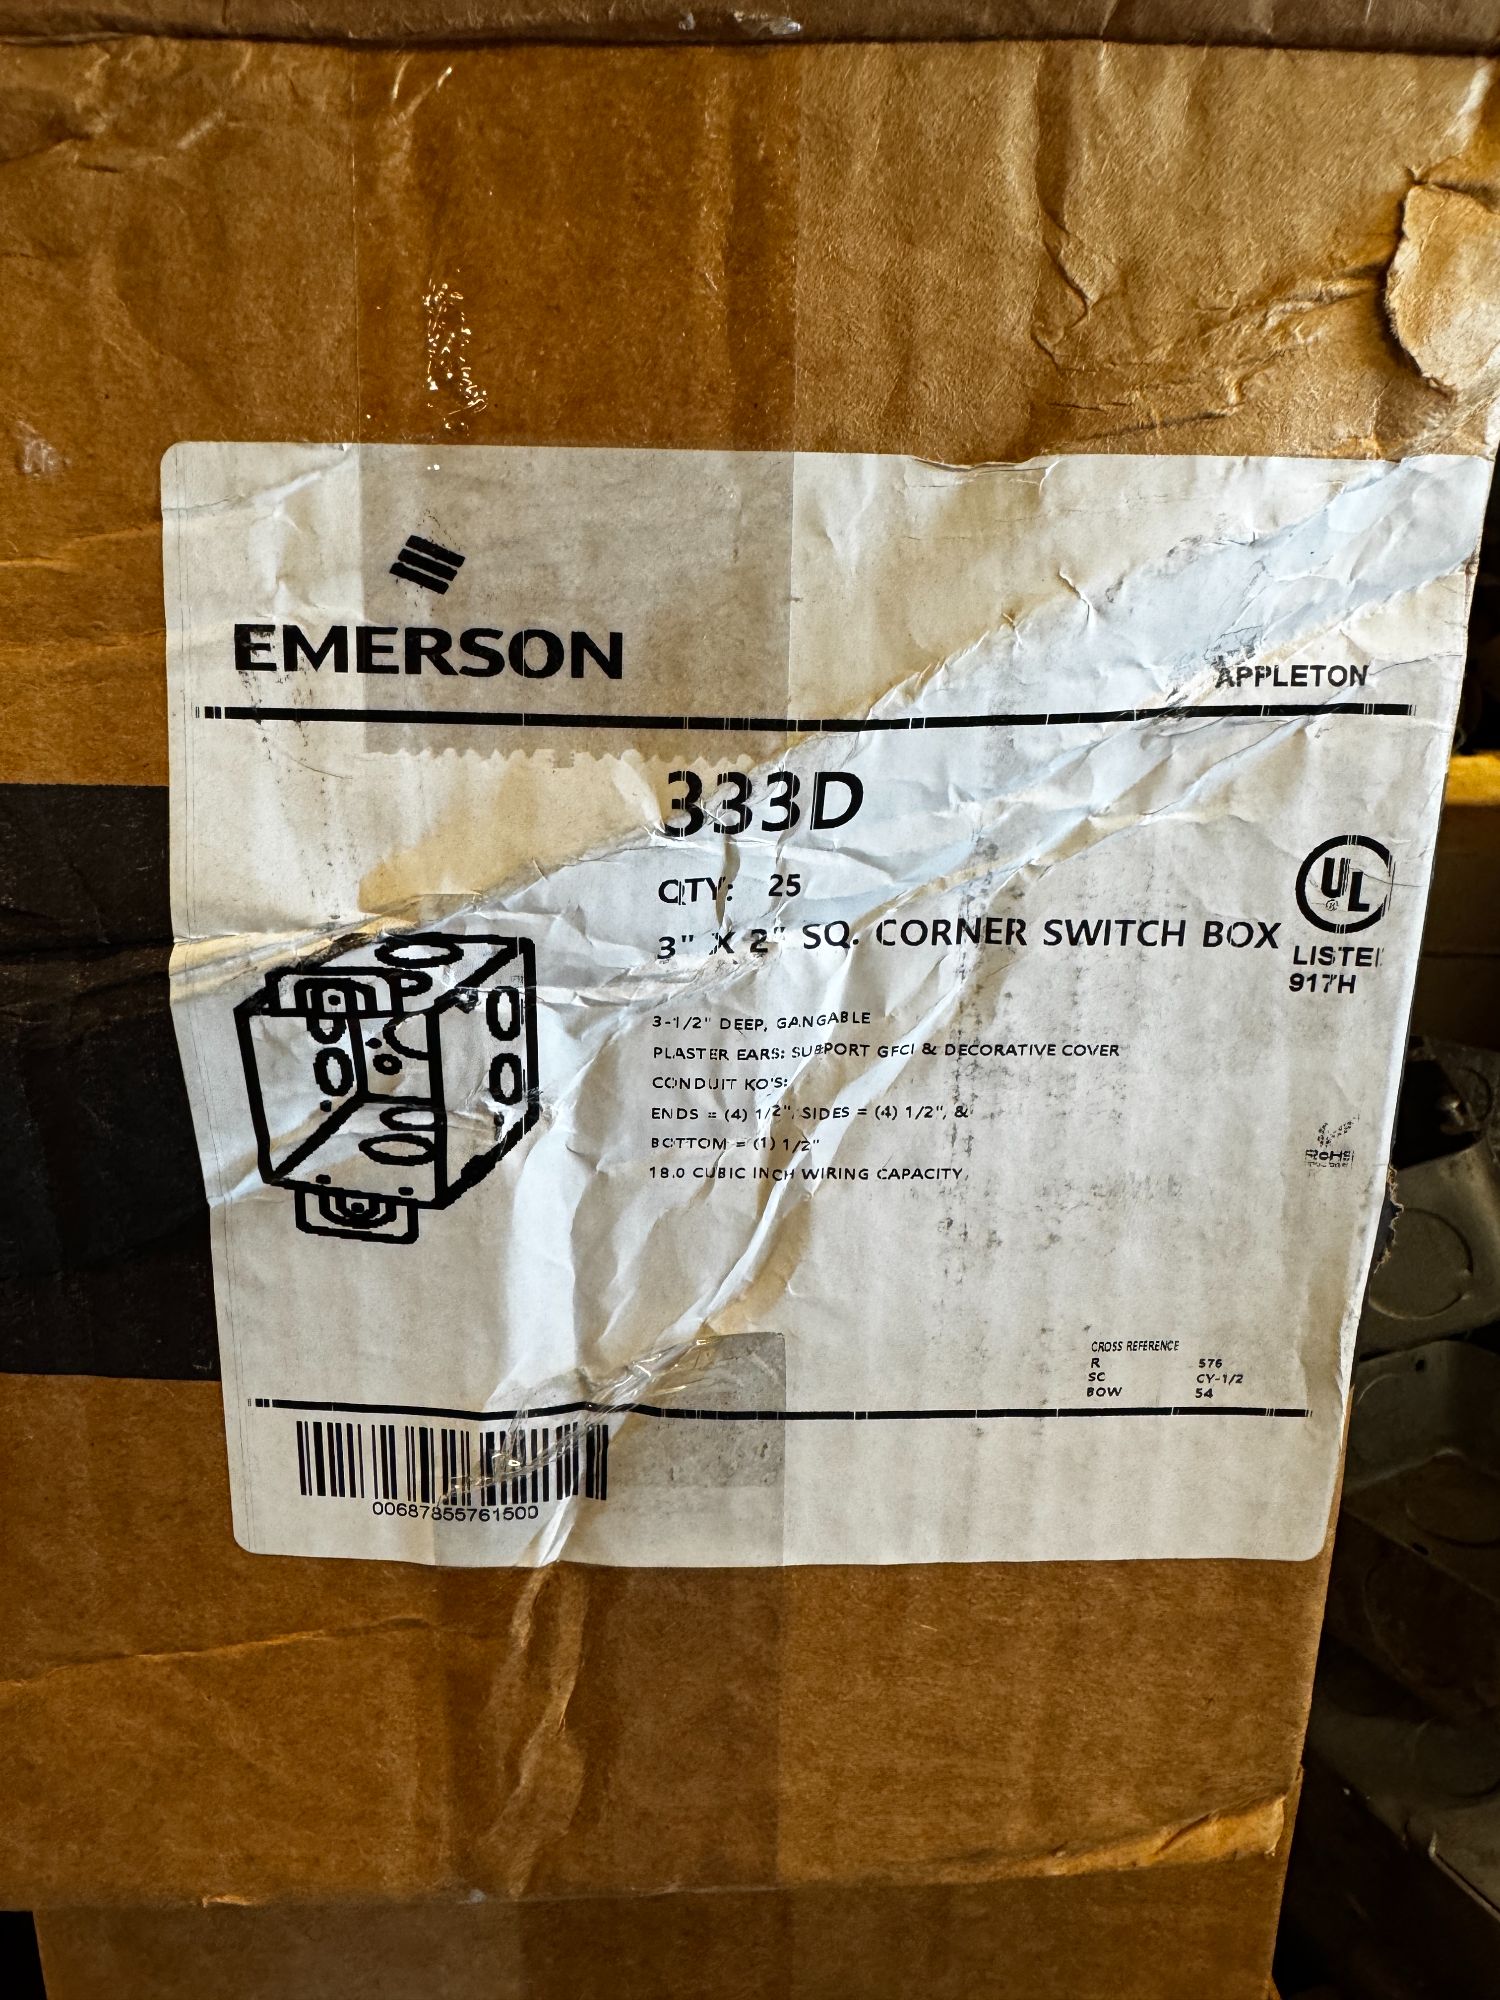 EMERSON
APPLETON
333D
QTY: 25
3" X 2" SQ. CORNER SWITCH BOX
UL
®
LISTE
917H
3-1/2" DEEP, GANGABLE
PLASTER EARS: SUPPORT GFCI & DECORATIVE COVER
CONDUIT KO'S:
ENDS = (4) 1/2", SIDES = (4) 1/2", &
BOTTOM = (1) 1/2"
18.0 CUBIC INCH WIRING CAPACITY,
RoHS
CROSS REFERENCE
R 576
SC CY-1/2
BOW 54
00687855761500